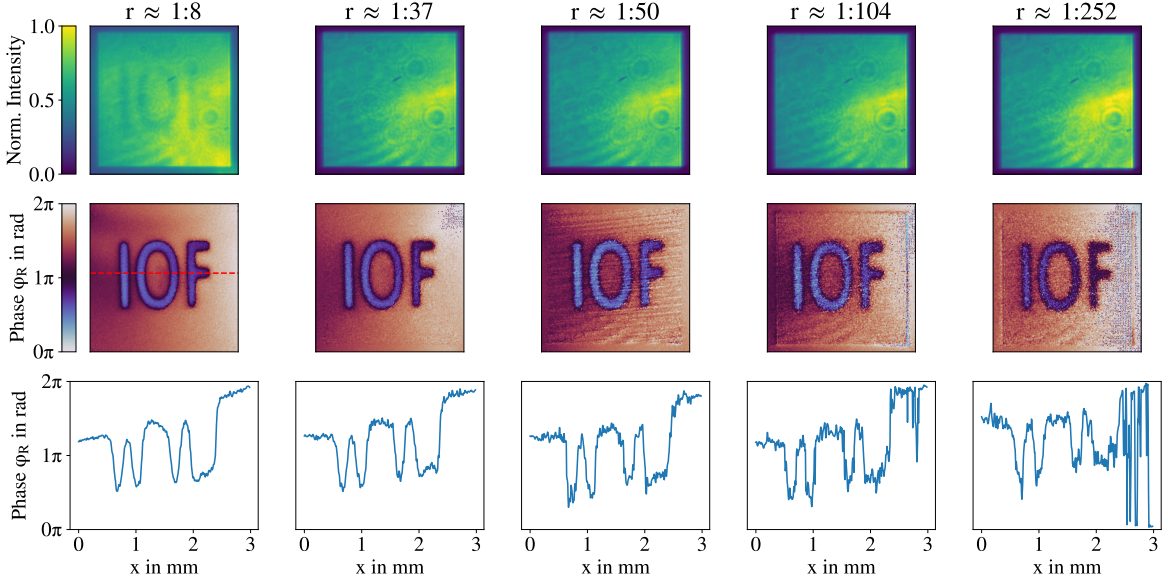 r ≈ 1:8 r ≈ 1:37 r ≈ 1:50 r ≈ 1:104 r ≈ 1:252
Norm. Intensity
1.0
0.5
0.0
Phase φR in rad
2π
1π
0π
IOF IOF IOF IOF IOF
Phase φR in rad
2π
1π
0π
0 1 2 3 0 1 2 3 0 1 2 3 0 1 2 3 0 1 2 3
x in mm x in mm x in mm x in mm x in mm